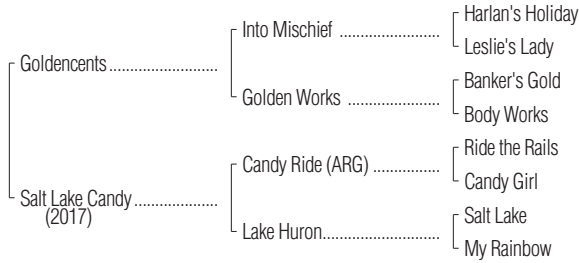 Harlan's Holiday
Into Mischief
Leslie's Lady
Goldencents
Banker's Gold
Golden Works
Body Works
Ride the Rails
Candy Ride (ARG)
Candy Girl
Salt Lake Candy
(2017)
Salt Lake
Lake Huron
My Rainbow